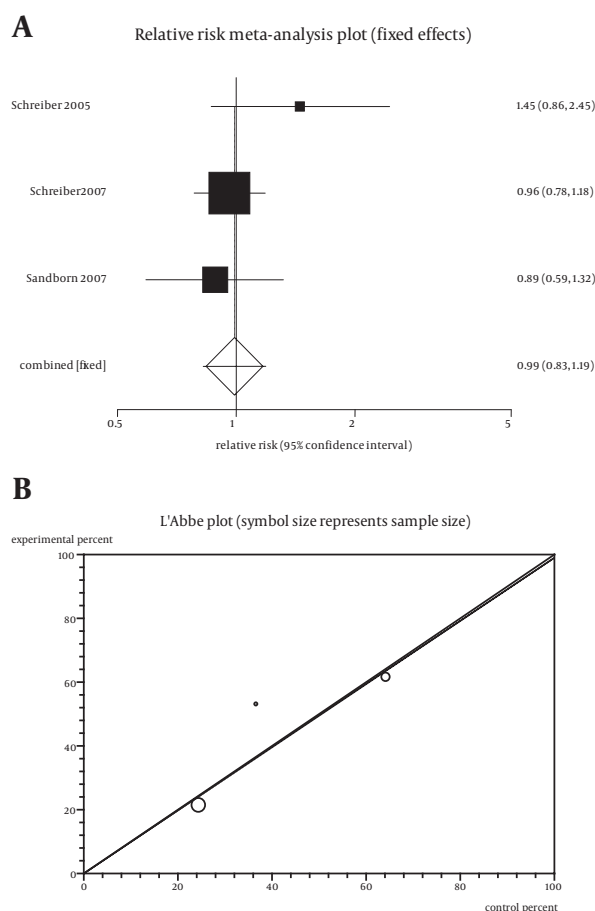 A
Relative risk meta-analysis plot (fixed effects)
Schreiber 2005
1.45 (0.86, 2.45)
Schreiber2007
0.96 (0.78,1.18)
Sandborn 2007
0.89 (0.59, 1.32)
combined [fixed]
0.99 (0.83,1.19)
0.5 1 2 5
relative risk (95% confidence interval)
B
L'Abbe plot (symbol size represents sample size)
experimental percent
100
80
60
40
20
0
0 20 40 60 80 100
control percent